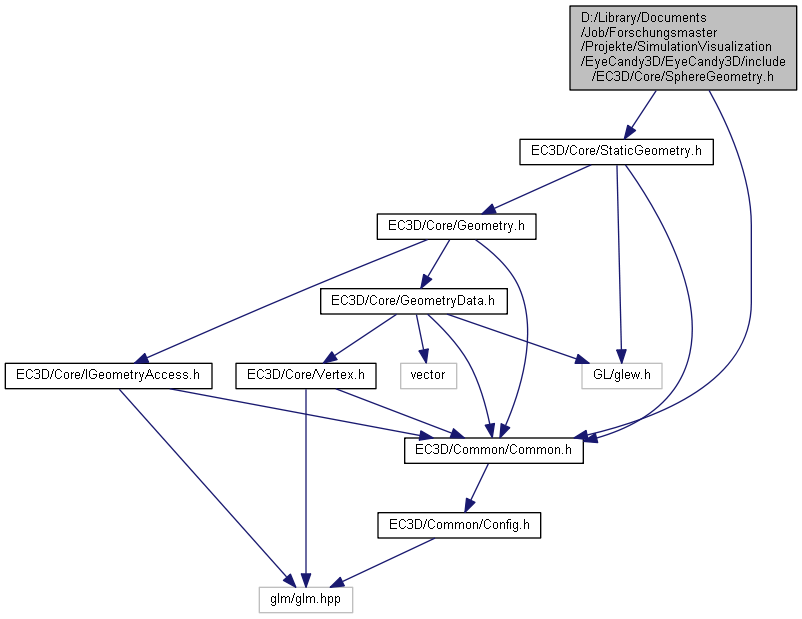 D:/Library/Documents
/Job/Forschungsmaster
/Projekte/SimulationVisualization
/EyeCandy3D/EyeCandy3D/include
/EC3D/Core/SphereGeometry.h
EC3D/Core/StaticGeometry.h
EC3D/Core/Geometry.h
EC3D/Core/GeometryData.h
EC3D/Core/IGeometryAccess.h
EC3D/Core/Vertex.h
vector
GL/glew.h
EC3D/Common/Common.h
EC3D/Common/Config.h
glm/glm.hpp